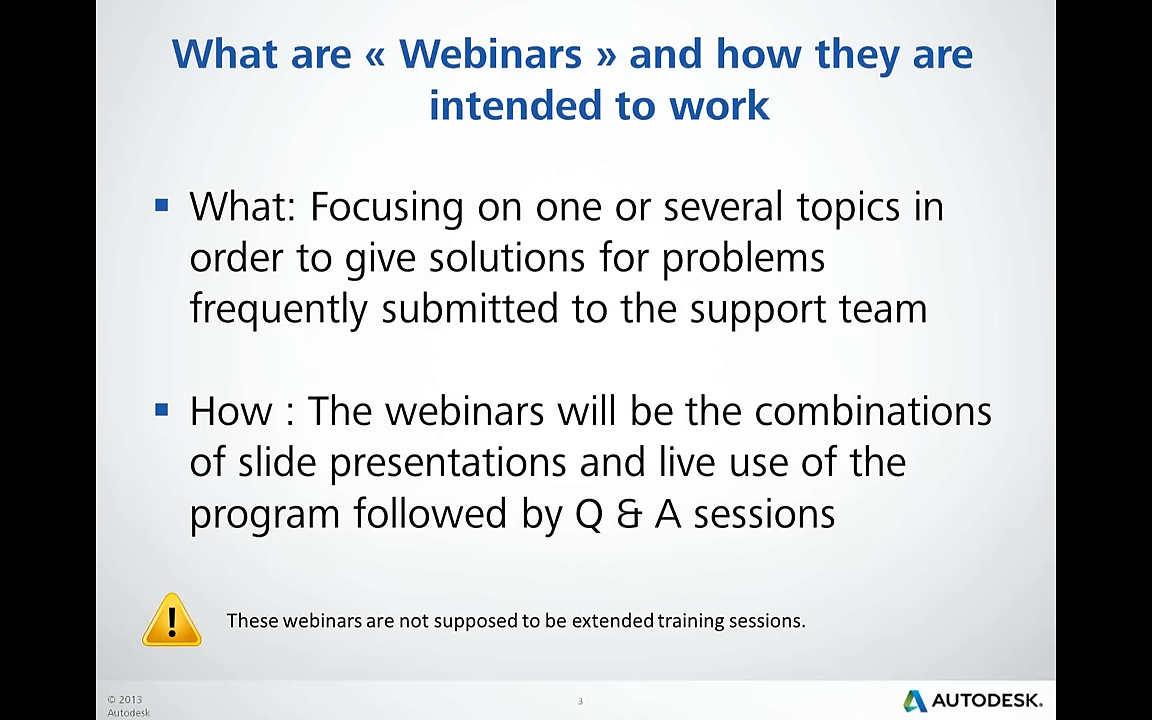 What are « Webinars » and how they are
intended to work
▪ What: Focusing on one or several topics in
order to give solutions for problems
frequently submitted to the support team
▪ How : The webinars will be the combinations
of slide presentations and live use of the
program followed by Q & A sessions
These webinars are not supposed to be extended training sessions.
© 2013
Autodesk
3
AUTODESK.